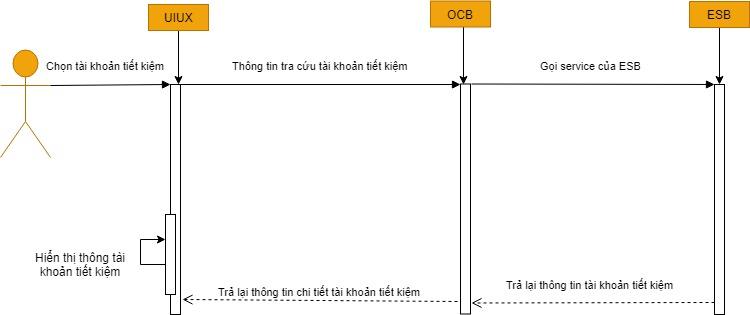 UIUX
OCB
ESB
Chọn tài khoản tiết kiệm
Thông tin tra cứu tài khoản tiết kiệm
Gọi service của ESB
Hiển thị thông tài
khoản tiết kiệm
Trả lại thông tin chi tiết tài khoản tiết kiệm
Trả lại thông tin tài khoản tiết kiệm